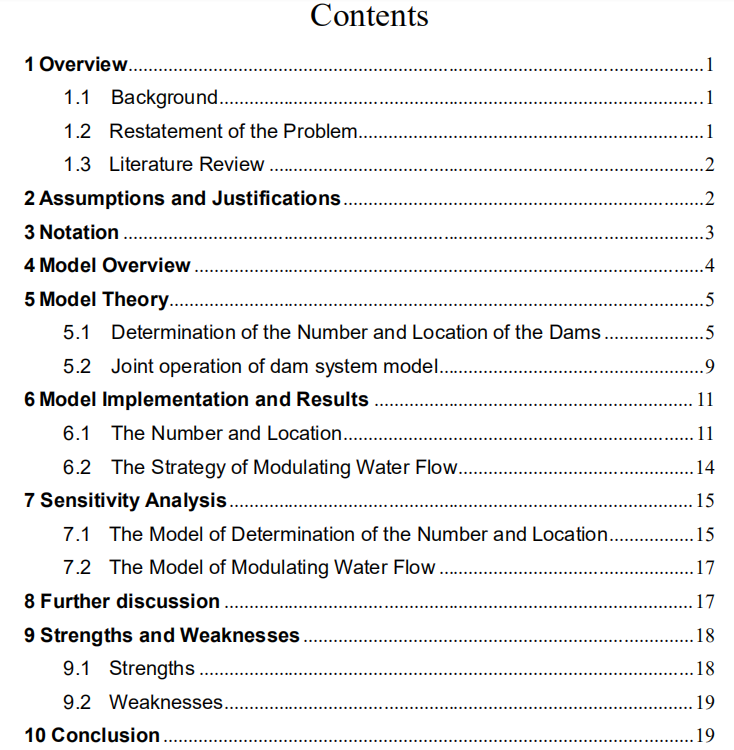 Contents
1 Overview.....1
1.1 Background.....1
1.2 Restatement of the Problem.....1
1.3 Literature Review.....2
2 Assumptions and Justifications.....2
3 Notation.....3
4 Model Overview.....4
5 Model Theory.....5
5.1 Determination of the Number and Location of the Dams.....5
5.2 Joint operation of dam system model.....9
6 Model Implementation and Results.....11
6.1 The Number and Location.....11
6.2 The Strategy of Modulating Water Flow.....14
7 Sensitivity Analysis.....15
7.1 The Model of Determination of the Number and Location.....15
7.2 The Model of Modulating Water Flow.....17
8 Further discussion.....17
9 Strengths and Weaknesses.....18
9.1 Strengths.....18
9.2 Weaknesses.....19
10 Conclusion.....19